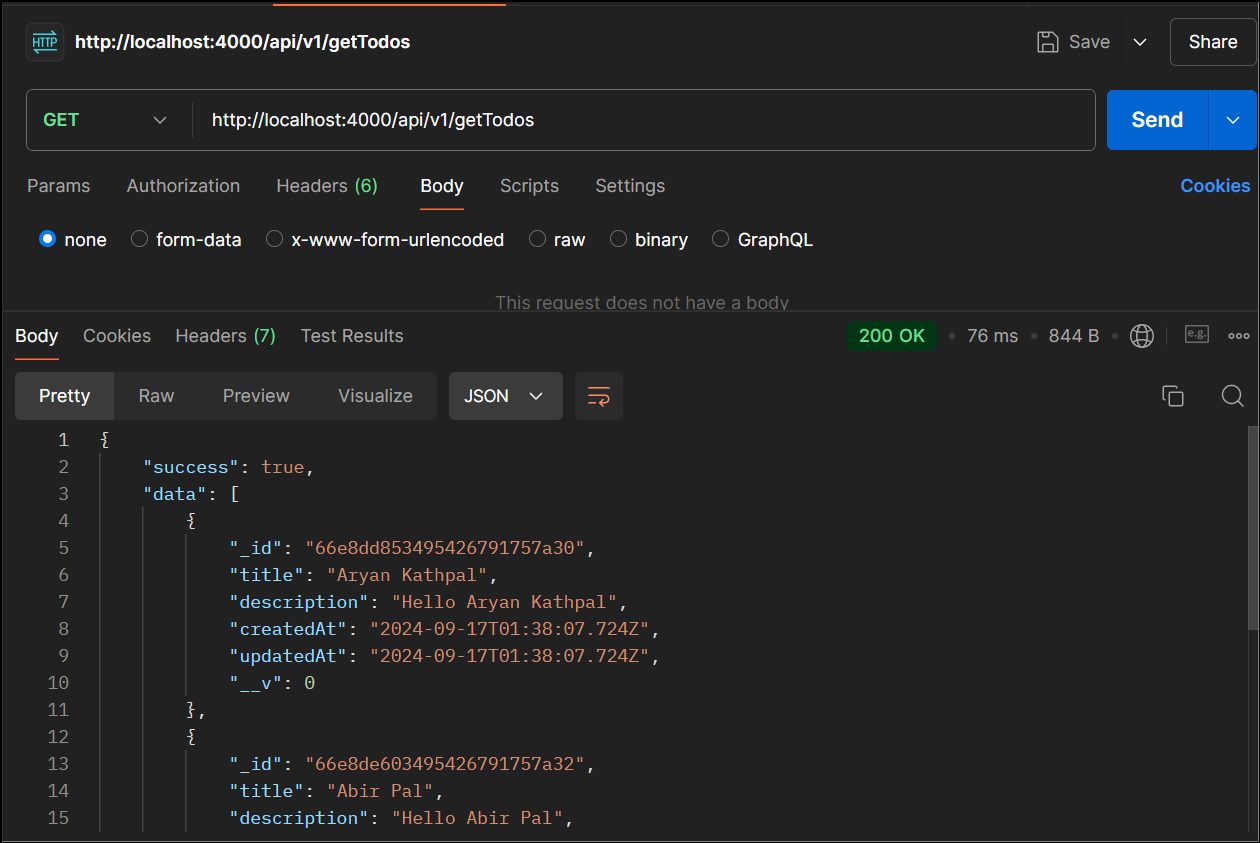 HTTP http://localhost:4000/api/v1/getTodos Save Share
GET http://localhost:4000/api/v1/getTodos Send
Params Authorization Headers (6) Body Scripts Settings Cookies
none form-data x-www-form-urlencoded raw binary GraphQL
This request does not have a body
Body Cookies Headers (7) Test Results 200 OK • 76 ms • 844 B • e.g. ooo
Pretty Raw Preview Visualize JSON
1 {
2 "success": true,
3 "data": [
4 {
5 "_id": "66e8dd853495426791757a30",
6 "title": "Aryan Kathpal",
7 "description": "Hello Aryan Kathpal",
8 "createdAt": "2024-09-17T01:38:07.724Z",
9 "updatedAt": "2024-09-17T01:38:07.724Z",
10 "__v": 0
11 },
12 {
13 "_id": "66e8de603495426791757a32",
14 "title": "Abir Pal",
15 "description": "Hello Abir Pal",